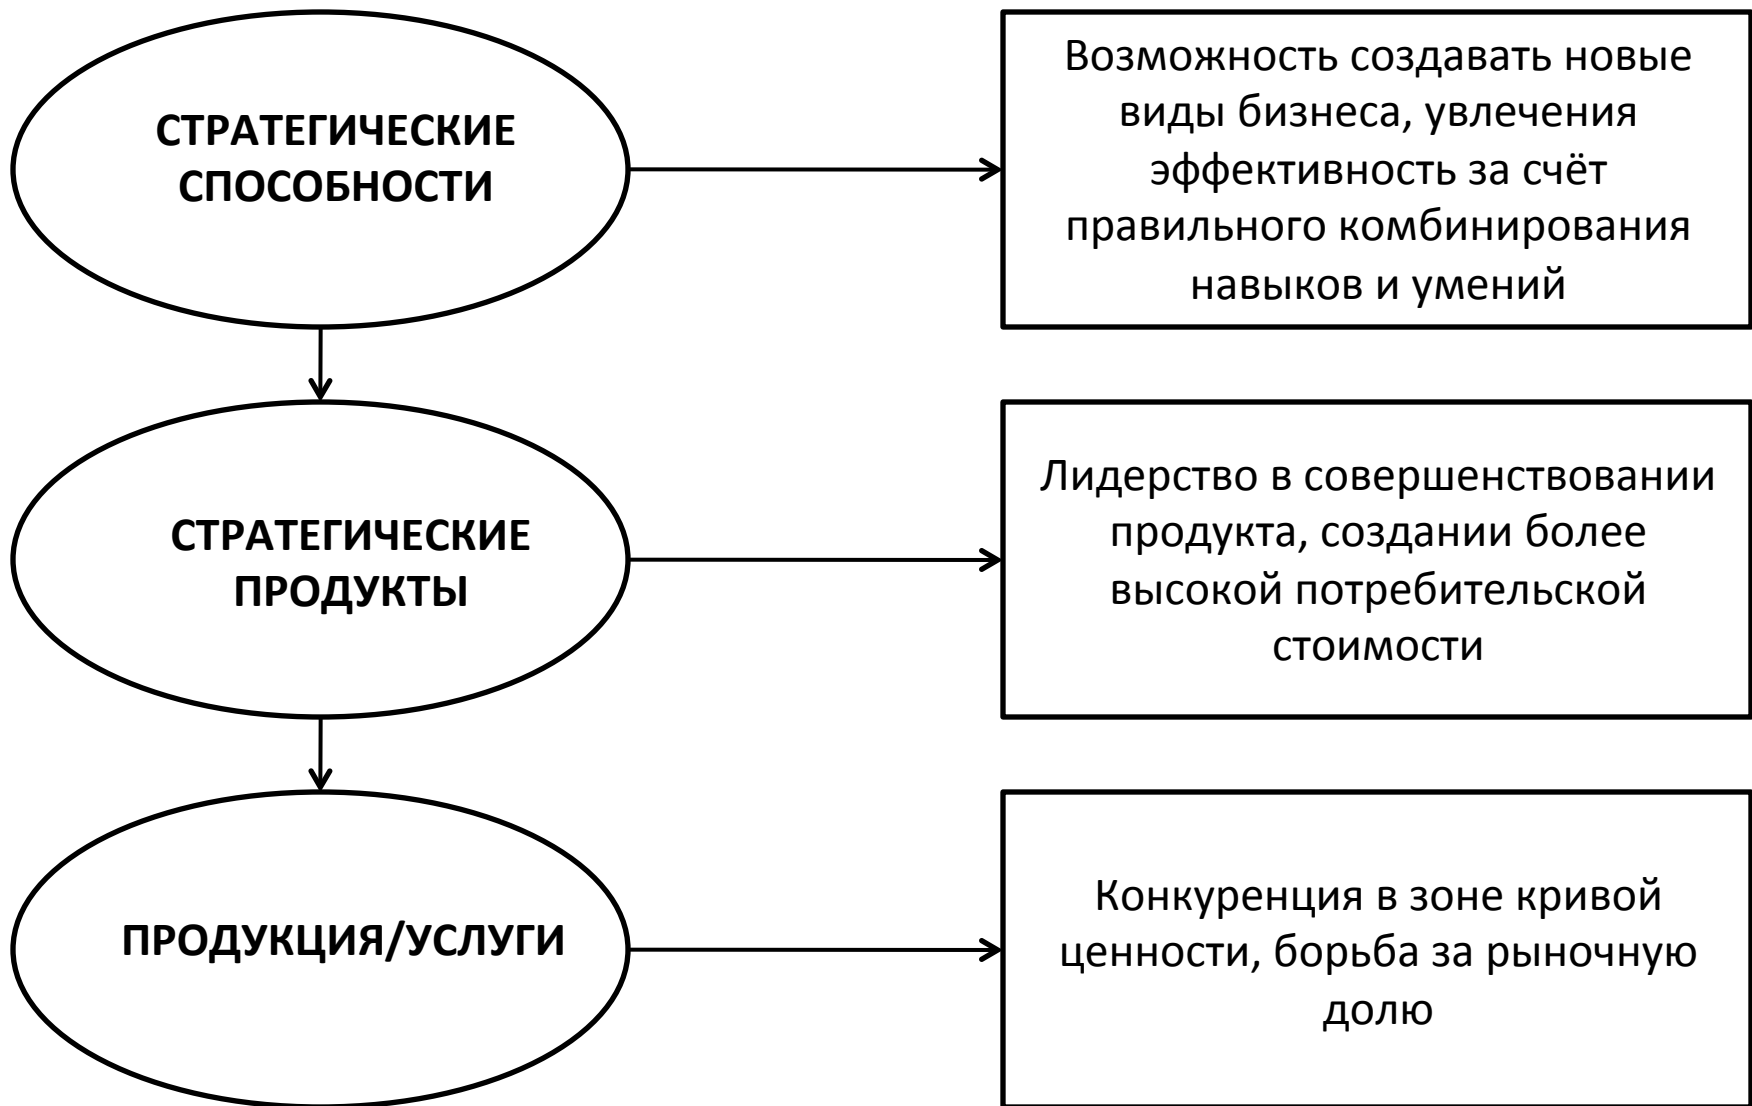 СТРАТЕГИЧЕСКИЕ
СПОСОБНОСТИ
Возможность создавать новые
виды бизнеса, увлечения
эффективность за счёт
правильного комбинирования
навыков и умений
СТРАТЕГИЧЕСКИЕ
ПРОДУКТЫ
Лидерство в совершенствовании
продукта, создании более
высокой потребительской
стоимости
ПРОДУКЦИЯ/УСЛУГИ
Конкуренция в зоне кривой
ценности, борьба за рыночную
долю